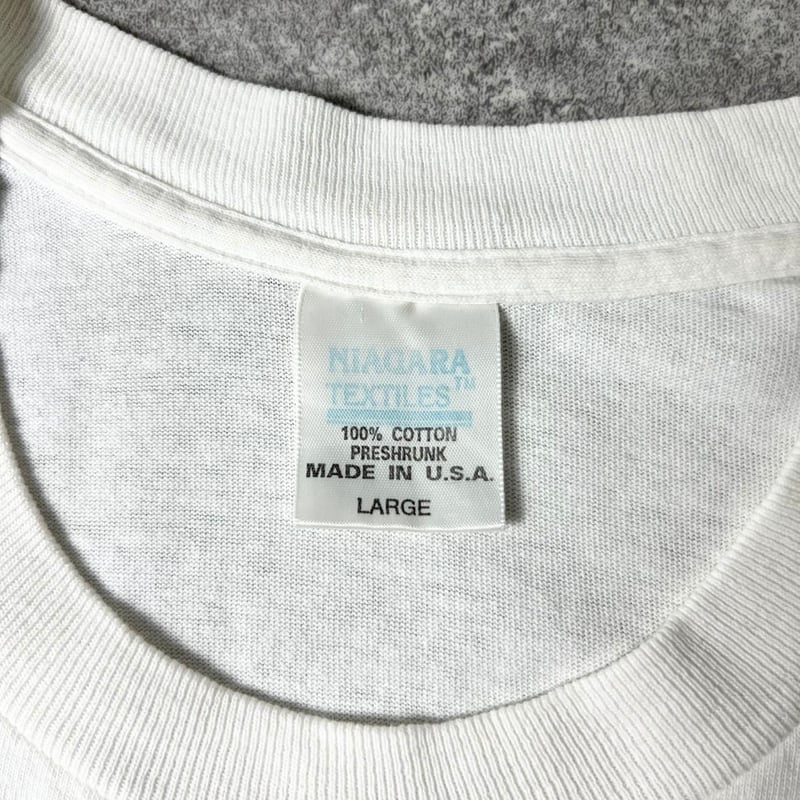 NIAGARA
TEXTILES™
100% COTTON
PRESHRUNK
MADE IN U.S.A.
LARGE